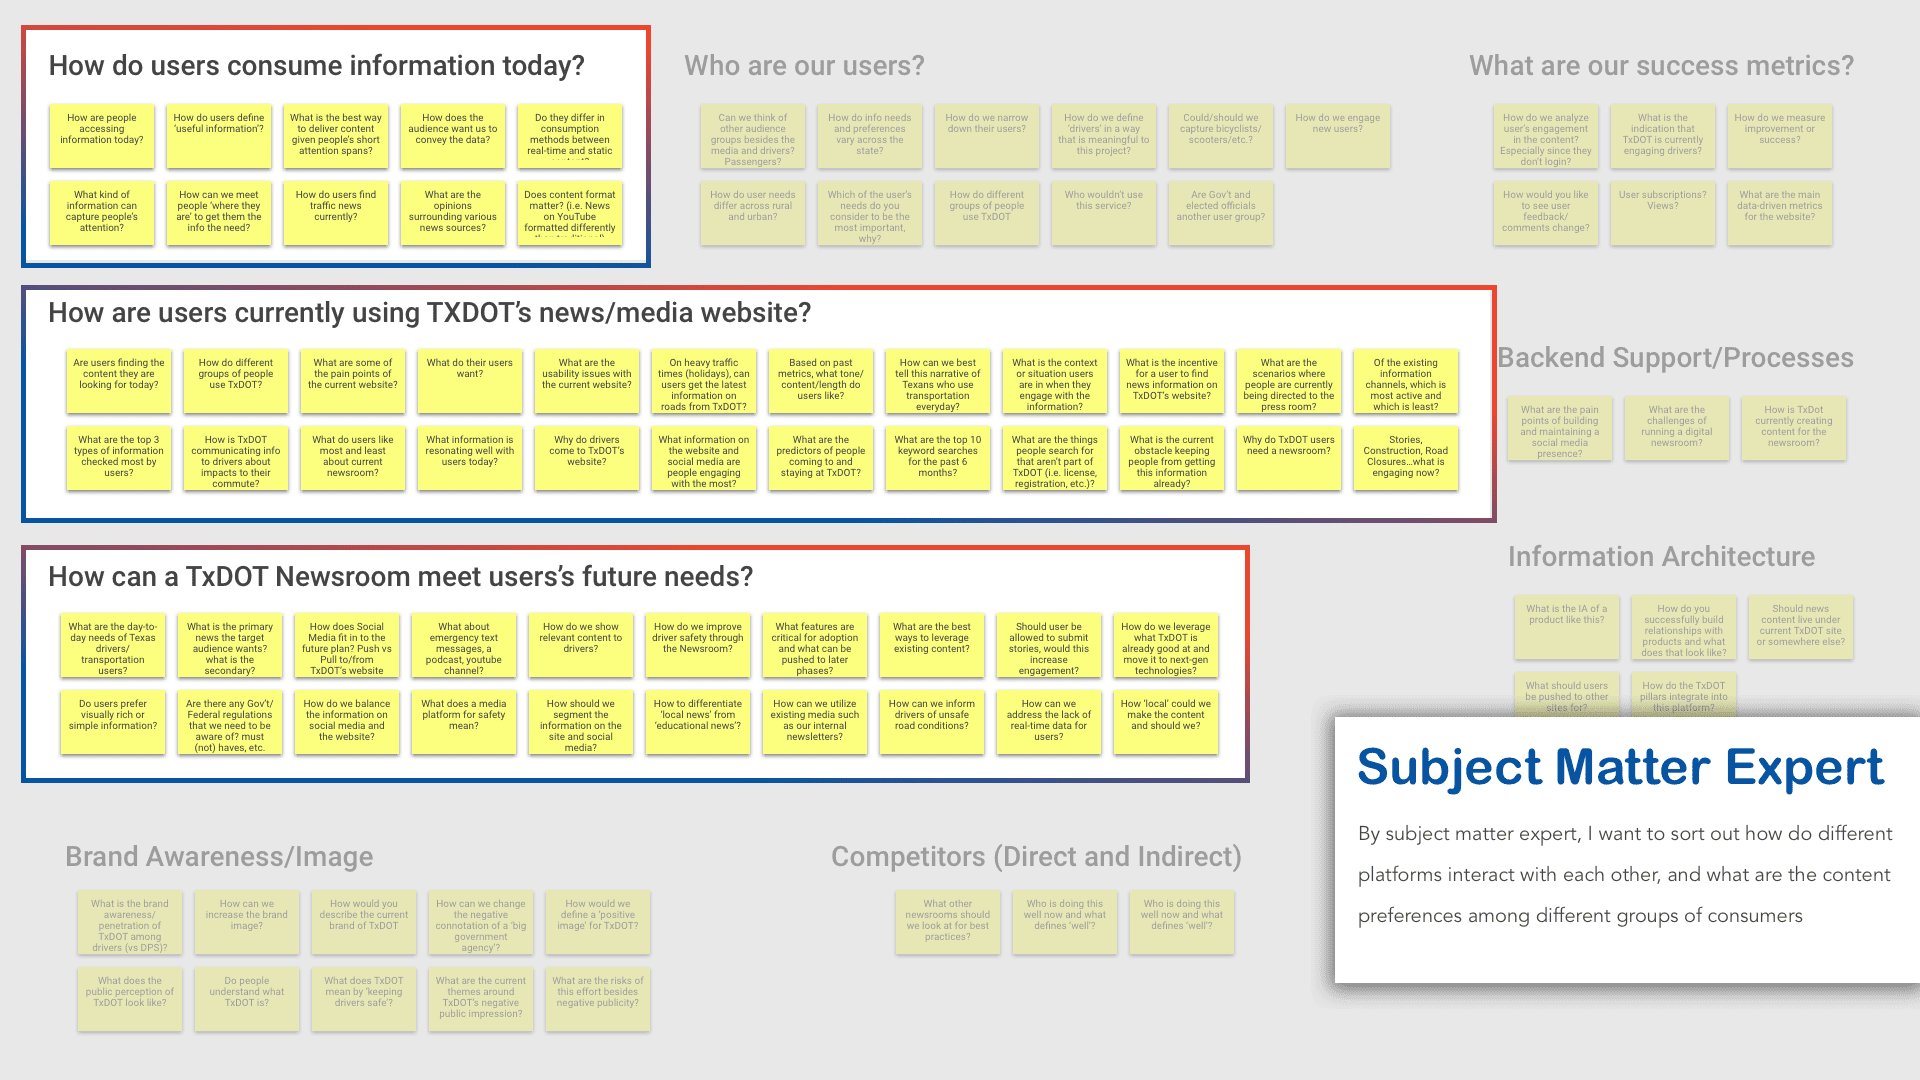 How do users consume information today?
How are people
accessing
information today?
How do users define
‘useful information’?
What is the best way
to deliver content
given people’s short
attention spans?
How does the
audience want us to
convey the data?
Do they differ in
consumption
methods between
real-time and static
What kind of
information can
capture people’s
attention?
How can we meet
people ‘where they
are’ to get them the
info the need?
How do users find
traffic news
currently?
What are the
opinions
surrounding various
news sources?
Does content format
matter? (i.e. News
on YouTube
formatted differently
Who are our users?
Can we think of
other audience
groups besides the
media and drivers?
Passengers?
How do info needs
and preferences
vary across the
state?
How do we narrow
down their users?
How do we define
‘drivers’ in a way
that is meaningful to
this project?
Could/should we
capture bicyclists/
scooters/etc.?
How do we engage
new users?
How do user needs
differ across rural
and urban?
Which of the user’s
needs do you
consider to be the
most important,
why?
How do different
groups of people
use TxDOT
Who wouldn’t use
this service?
Are Gov’t and
elected officials
another user group?
What are our success metrics?
How do we analyze
user’s engagement
in the content?
Especially since they
don’t login?
What is the
indication that
TxDOT is currently
engaging drivers?
How do we measure
improvement or
success?
How would you like
to see user
feedback/
comments change?
User subscriptions?
Views?
What are the main
data-driven metrics
for the website?
How are users currently using TXDOT’s news/media website?
Are users finding the
content they are
looking for today?
How do different
groups of people
use TxDOT?
What are some of
the pain points of
the current website?
What do their users
want?
What are the
usability issues with
the current website?
On heavy traffic
times (holidays), can
users get the latest
information on
roads from TxDOT?
Based on past
metrics, what tone/
content/length do
users like?
How can we best
tell this narrative of
Texans who use
transportation
everyday?
What is the context
or situation users
are in when they
engage with the
information?
What is the incentive
for a user to find
news information on
TxDOT’s website?
What are the
scenarios where
people are currently
being directed to the
press room?
Of the existing
information
channels, which is
most active and
which is least?
What are the top 3
types of information
checked most by
users?
How is TxDOT
communicating info
to drivers about
impacts to their
commute?
What do users like
most and least
about current
newsroom?
What information is
resonating well with
users today?
Why do drivers
come to TxDOT’s
website?
What information on
the website and
social media are
people engaging
with the most?
What are the
predictors of people
coming to and
staying at TxDOT?
What are the top 10
keyword searches
for the past 6
months?
What are the things
people search for
that aren’t part of
TxDOT (i.e. license,
registration, etc.)?
What is the current
obstacle keeping
people from getting
this information
already?
Why do TxDOT users
need a newsroom?
Stories,
Construction, Road
Closures…what is
engaging now?
Backend Support/Processes
What are the pain
points of building
and maintaining a
social media
presence?
What are the
challenges of
running a digital
newsroom?
How is TxDot
currently creating
content for the
newsroom?
How can a TxDOT Newsroom meet users’s future needs?
What are the day-to-
day needs of Texas
drivers/
transportation
users?
What is the primary
news the target
audience wants?
what is the
secondary?
How does Social
Media fit in to the
future plan? Push vs
Pull to/from
TxDOT’s website
What about
emergency text
messages, a
podcast, youtube
channel?
How do we show
relevant content to
drivers?
How do we improve
driver safety through
the Newsroom?
What features are
critical for adoption
and what can be
pushed to later
phases?
What are the best
ways to leverage
existing content?
Should user be
allowed to submit
stories, would this
increase
engagement?
How do we leverage
what TxDOT is
already good at and
move it to next-gen
technologies?
Do users prefer
visually rich or
simple information?
Are there any Gov’t/
Federal regulations
that we need to be
aware of? must
(not) haves, etc.
How do we balance
the information on
social media and
the website?
What does a media
platform for safety
mean?
How should we
segment the
information on the
site and social
media?
How to differentiate
‘local news’ from
‘educational news’?
How can we utilize
existing media such
as our internal
newsletters?
How can we inform
drivers of unsafe
road conditions?
How can we
address the lack of
real-time data for
users?
How ‘local’ could we
make the content
and should we?
Information Architecture
What is the IA of a
product like this?
How do you
successfully build
relationships with
products and what
does that look like?
Should news
content live under
current TxDOT site
or somewhere else?
What should users
be pushed to other
sites for?
How do the TxDOT
pillars integrate into
this platform?
Brand Awareness/Image
What is the brand
awareness/
penetration of
TxDOT among
drivers (vs DPS)?
How can we
increase the brand
image?
How would you
describe the current
brand of TxDOT
How can we change
the negative
connotation of a ‘big
government
agency’?
How would we
define a ‘positive
image’ for TxDOT?
What does the
public perception of
TxDOT look like?
Do people
understand what
TxDOT is?
What does TxDOT
mean by ‘keeping
drivers safe’?
What are the current
themes around
TxDOT’s negative
public impression?
What are the risks of
this effort besides
negative publicity?
Competitors (Direct and Indirect)
What other
newsrooms should
we look at for best
practices?
Who is doing this
well now and what
defines ‘well’?
Who is doing this
well now and what
defines ‘well’?
Subject Matter Expert
By subject matter expert, I want to sort out how do different
platforms interact with each other, and what are the content
preferences among different groups of consumers